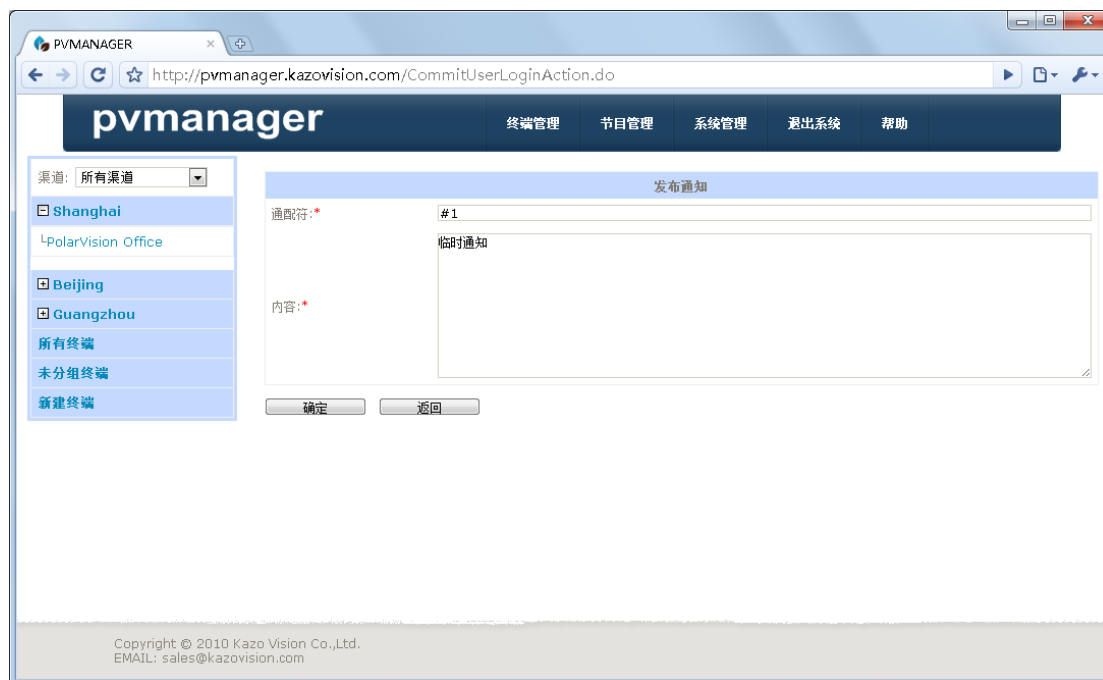 PVMANAGER
http://pvmanager.kazovision.com/CommitUserLoginAction.do
pvmanager
终端管理 节目管理 系统管理 退出系统 帮助
渠道: 所有渠道
Shanghai
PolarVision Office
Beijing
Guangzhou
所有终端
未分组终端
新建终端
发布通知
通配符:* #1
内容:* 临时通知
确定 返回
Copyright © 2010 Kazo Vision Co.,Ltd.
EMAIL: sales@kazovision.com